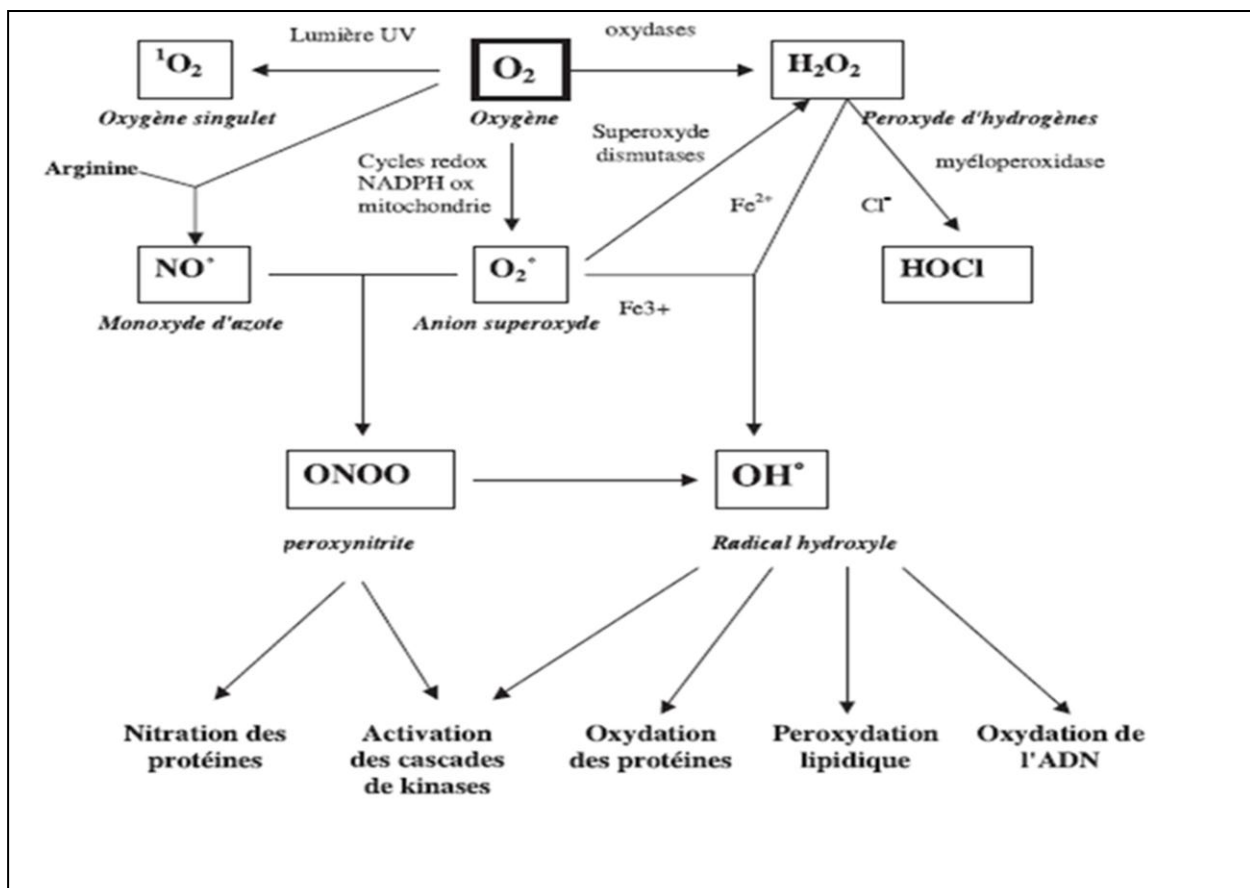 Lumière UV
oxydases
¹O₂
O₂
H₂O₂
Oxygène singulet
Oxygène
Peroxyde d'hydrogènes
Superoxyde
dismutases
Arginine
Cycles redox
NADPH ox
mitochondrie
myéloperoxidase
Fe²⁺
Cl⁻
NO°
O₂°
HOCl
Monoxyde d'azote
Anion superoxyde
Fe3+
ONOO
OH°
peroxynitrite
Radical hydroxyle
Nitration des
protéines
Activation
des cascades
de kinases
Oxydation
des protéines
Peroxydation
lipidique
Oxydation de
l'ADN